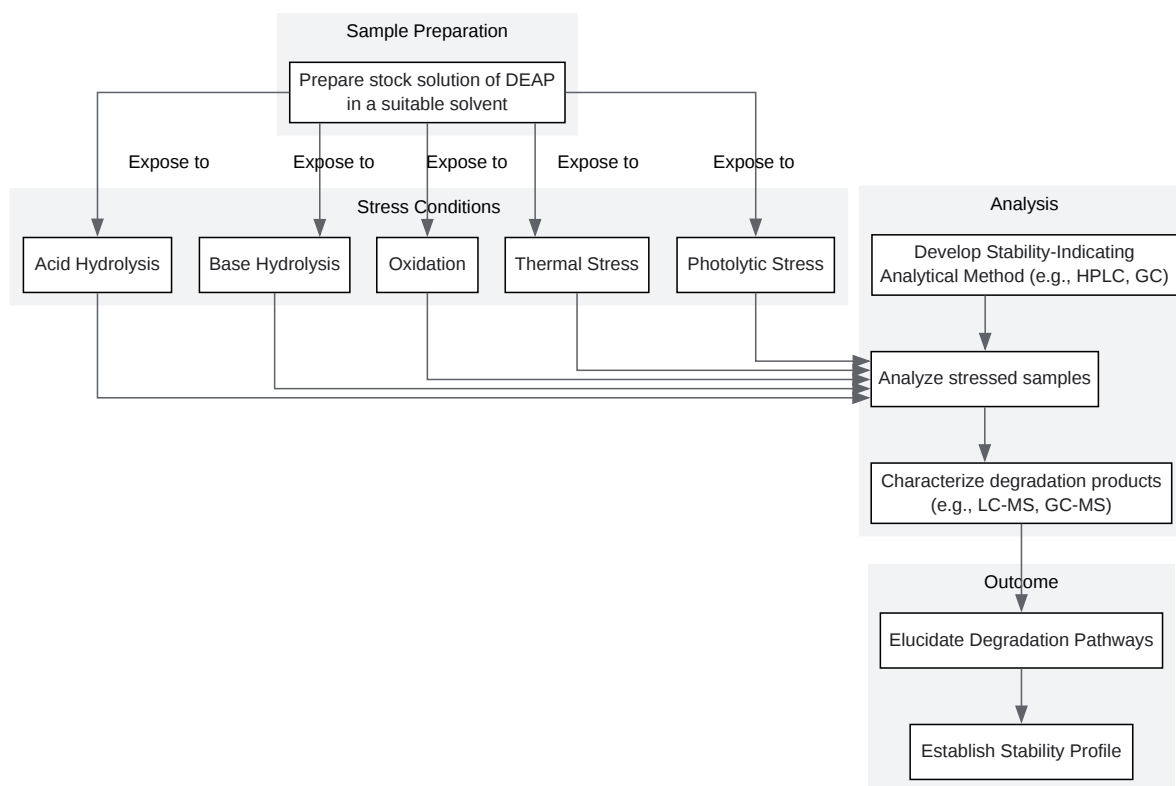 Sample Preparation
Prepare stock solution of DEAP
in a suitable solvent
Expose to
Expose to
Expose to
Expose to
Expose to
Stress Conditions
Acid Hydrolysis
Base Hydrolysis
Oxidation
Thermal Stress
Photolytic Stress
Analysis
Develop Stability-Indicating
Analytical Method (e.g., HPLC, GC)
Analyze stressed samples
Characterize degradation products
(e.g., LC-MS, GC-MS)
Outcome
Elucidate Degradation Pathways
Establish Stability Profile